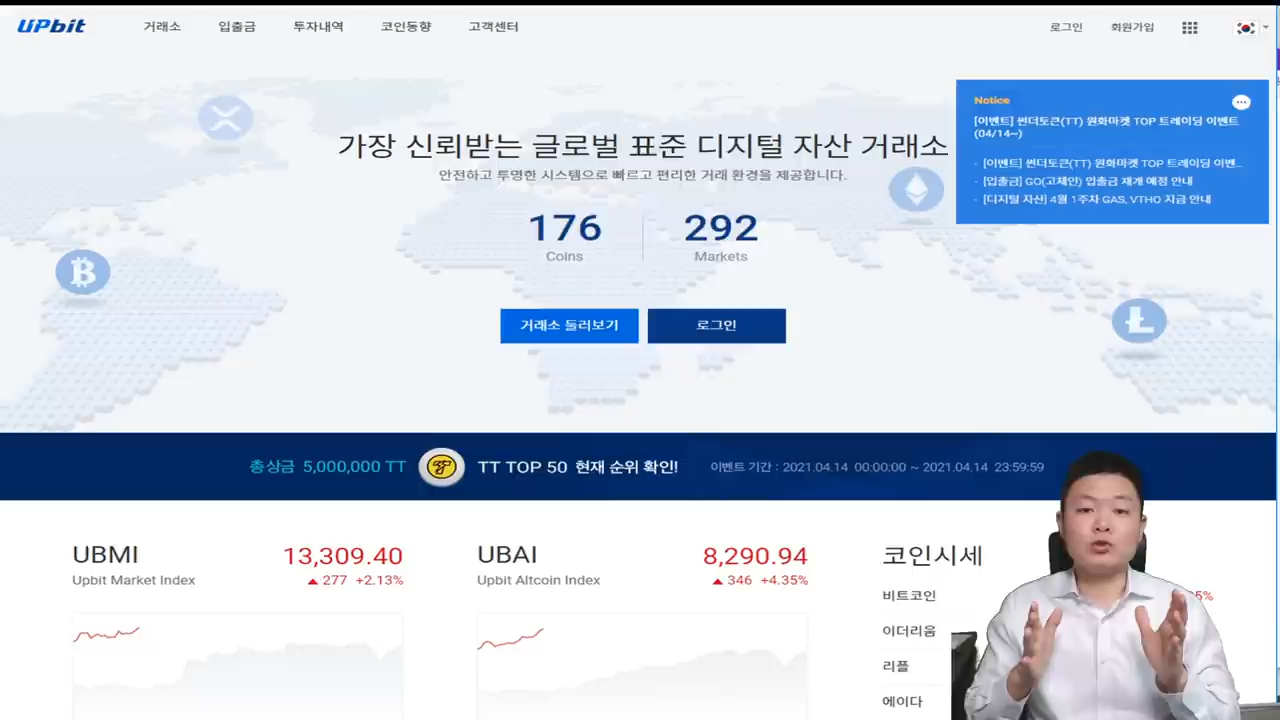 UPbit
거래소 입출금 투자내역 코인동향 고객센터
로그인 회원가입
Notice
[이벤트] 썬더토큰(TT) 원화마켓 TOP 트레이딩 이벤트
(04/14~)
- [이벤트] 썬더토큰(TT) 원화마켓 TOP 트레이딩 이벤...
- [입출금] GO(고체인) 입출금 재개 예정 안내
- [디지털 자산] 4월 1주차 GAS, VTHO 지급 안내
가장 신뢰받는 글로벌 표준 디지털 자산 거래소
안전하고 투명한 시스템으로 빠르고 편리한 거래 환경을 제공합니다.
176 292
Coins Markets
거래소 둘러보기 로그인
총상금 5,000,000 TT TT TOP 50 현재 순위 확인! 이벤트 기간 : 2021.04.14 00:00:00 ~ 2021.04.14 23:59:59
UBMI 13,309.40
Upbit Market Index ▲ 277 +2.13%
UBAI 8,290.94
Upbit Altcoin Index ▲ 346 +4.35%
코인시세
비트코인
이더리움
리플
에이다